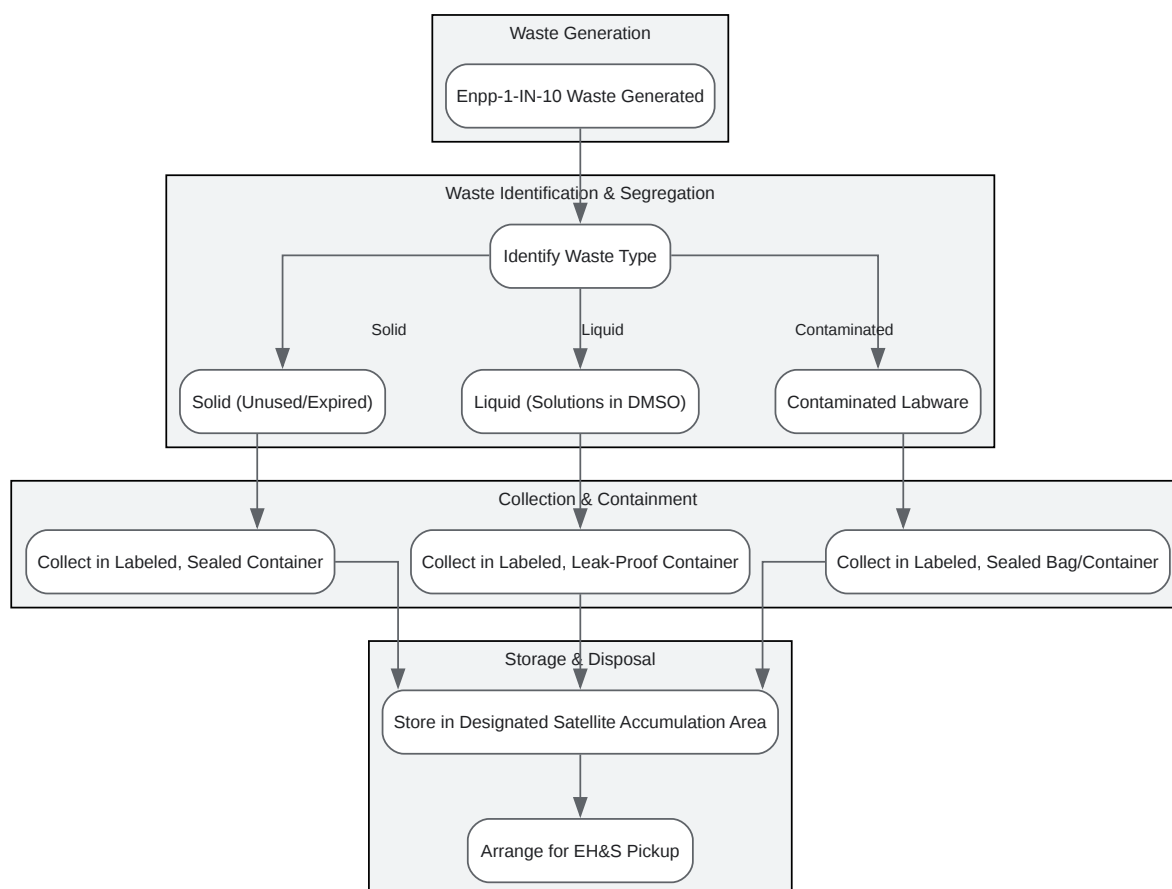 Waste Generation
Enpp-1-IN-10 Waste Generated
Waste Identification & Segregation
Identify Waste Type
Solid
Liquid
Contaminated
Solid (Unused/Expired)
Liquid (Solutions in DMSO)
Contaminated Labware
Collection & Containment
Collect in Labeled, Sealed Container
Collect in Labeled, Leak-Proof Container
Collect in Labeled, Sealed Bag/Container
Storage & Disposal
Store in Designated Satellite Accumulation Area
Arrange for EH&S Pickup